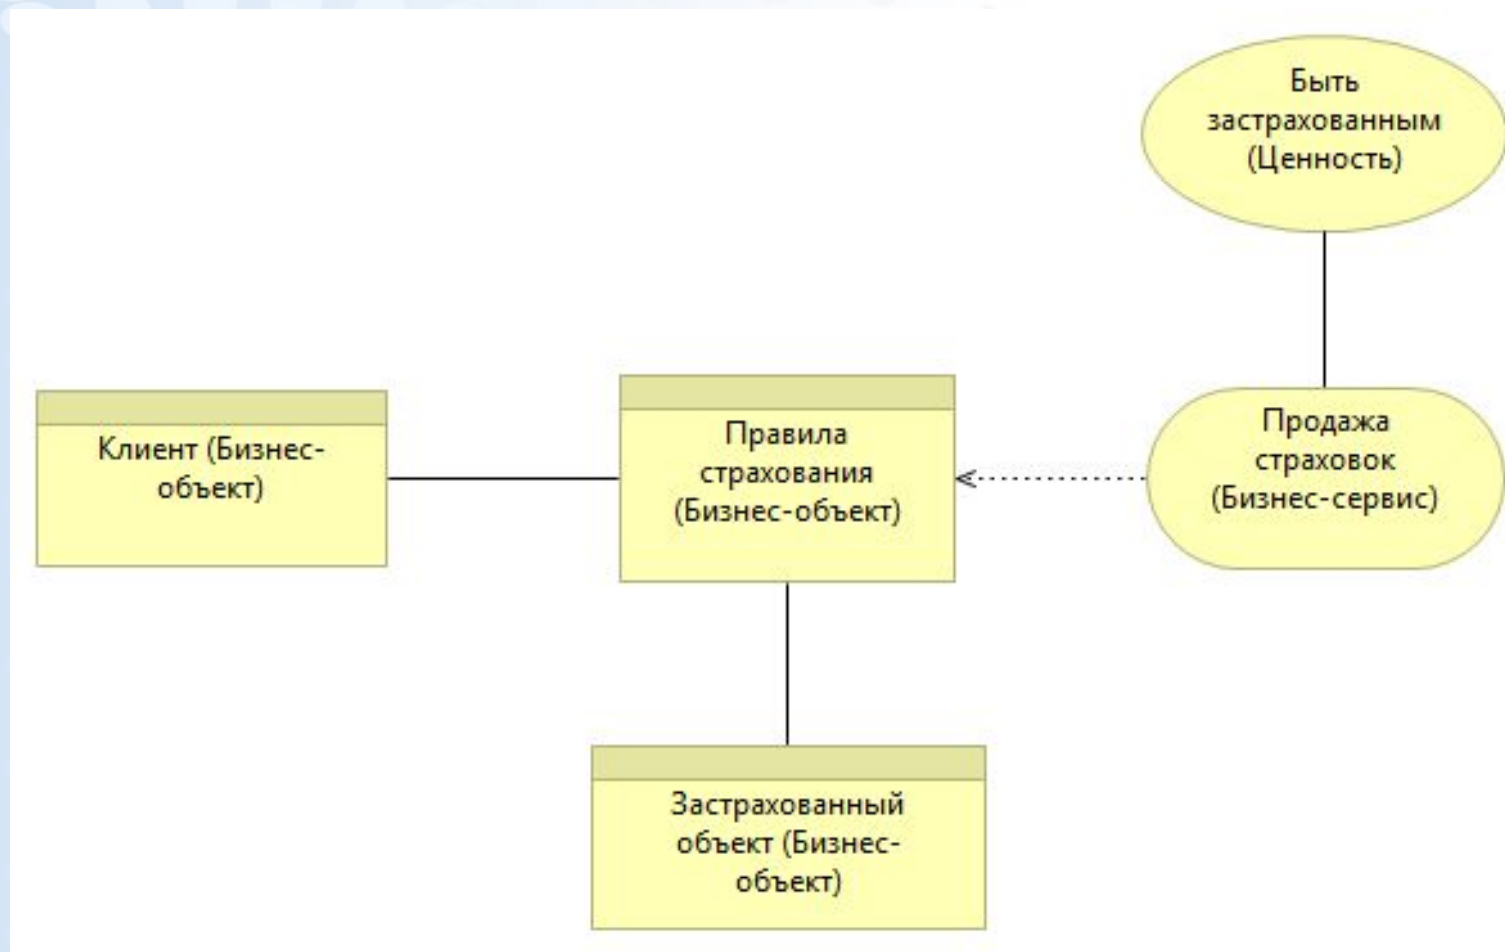 Быть
застрахованным
(Ценность)
Клиент (Бизнес-
объект)
Правила
страхования
(Бизнес-объект)
Продажа
страховок
(Бизнес-сервис)
Застрахованный
объект (Бизнес-
объект)